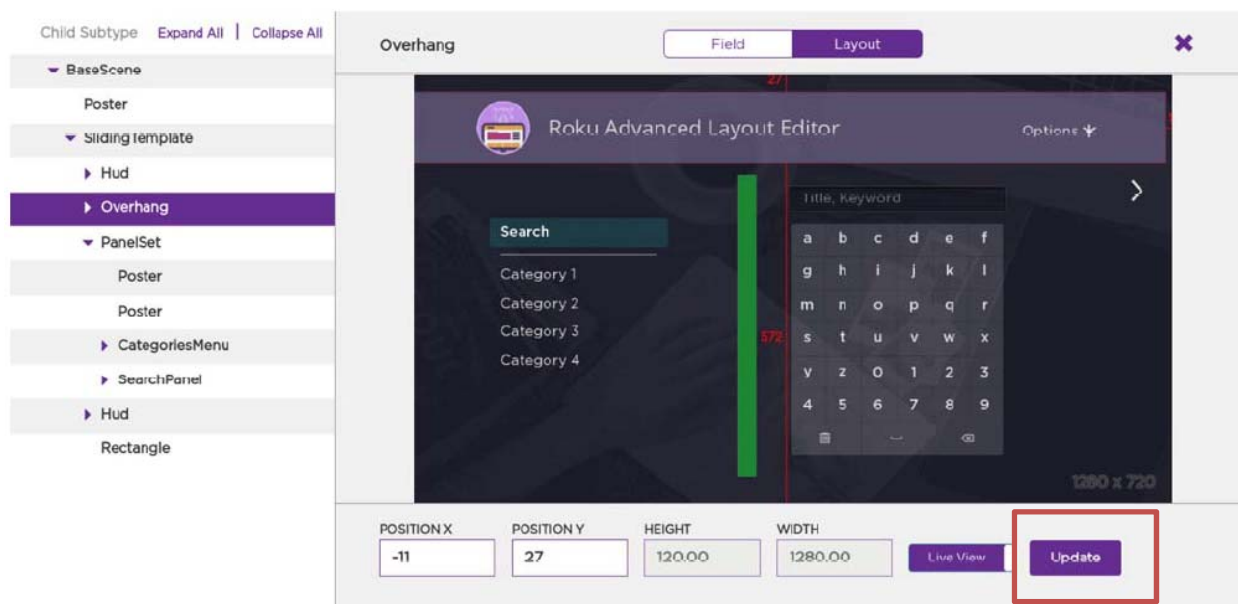 Child Subtype Expand All | Collapse All
BaseScene
Poster
SlidingTemplate
Hud
Overhang
PanelSet
Poster
Poster
CategoriesMenu
SearchPanel
Hud
Rectangle
Overhang Field Layout
27
Roku Advanced Layout Editor Options
Search
Category 1
Category 2
Category 3
Category 4
572
Title, Keyword
a b c d e f
g h i j k l
m n o p q r
s t u v w x
y z 0 1 2 3
4 5 6 7 8 9
1280 x 720
POSITION X POSITION Y HEIGHT WIDTH
-11 27 120.00 1280.00 Live View Update